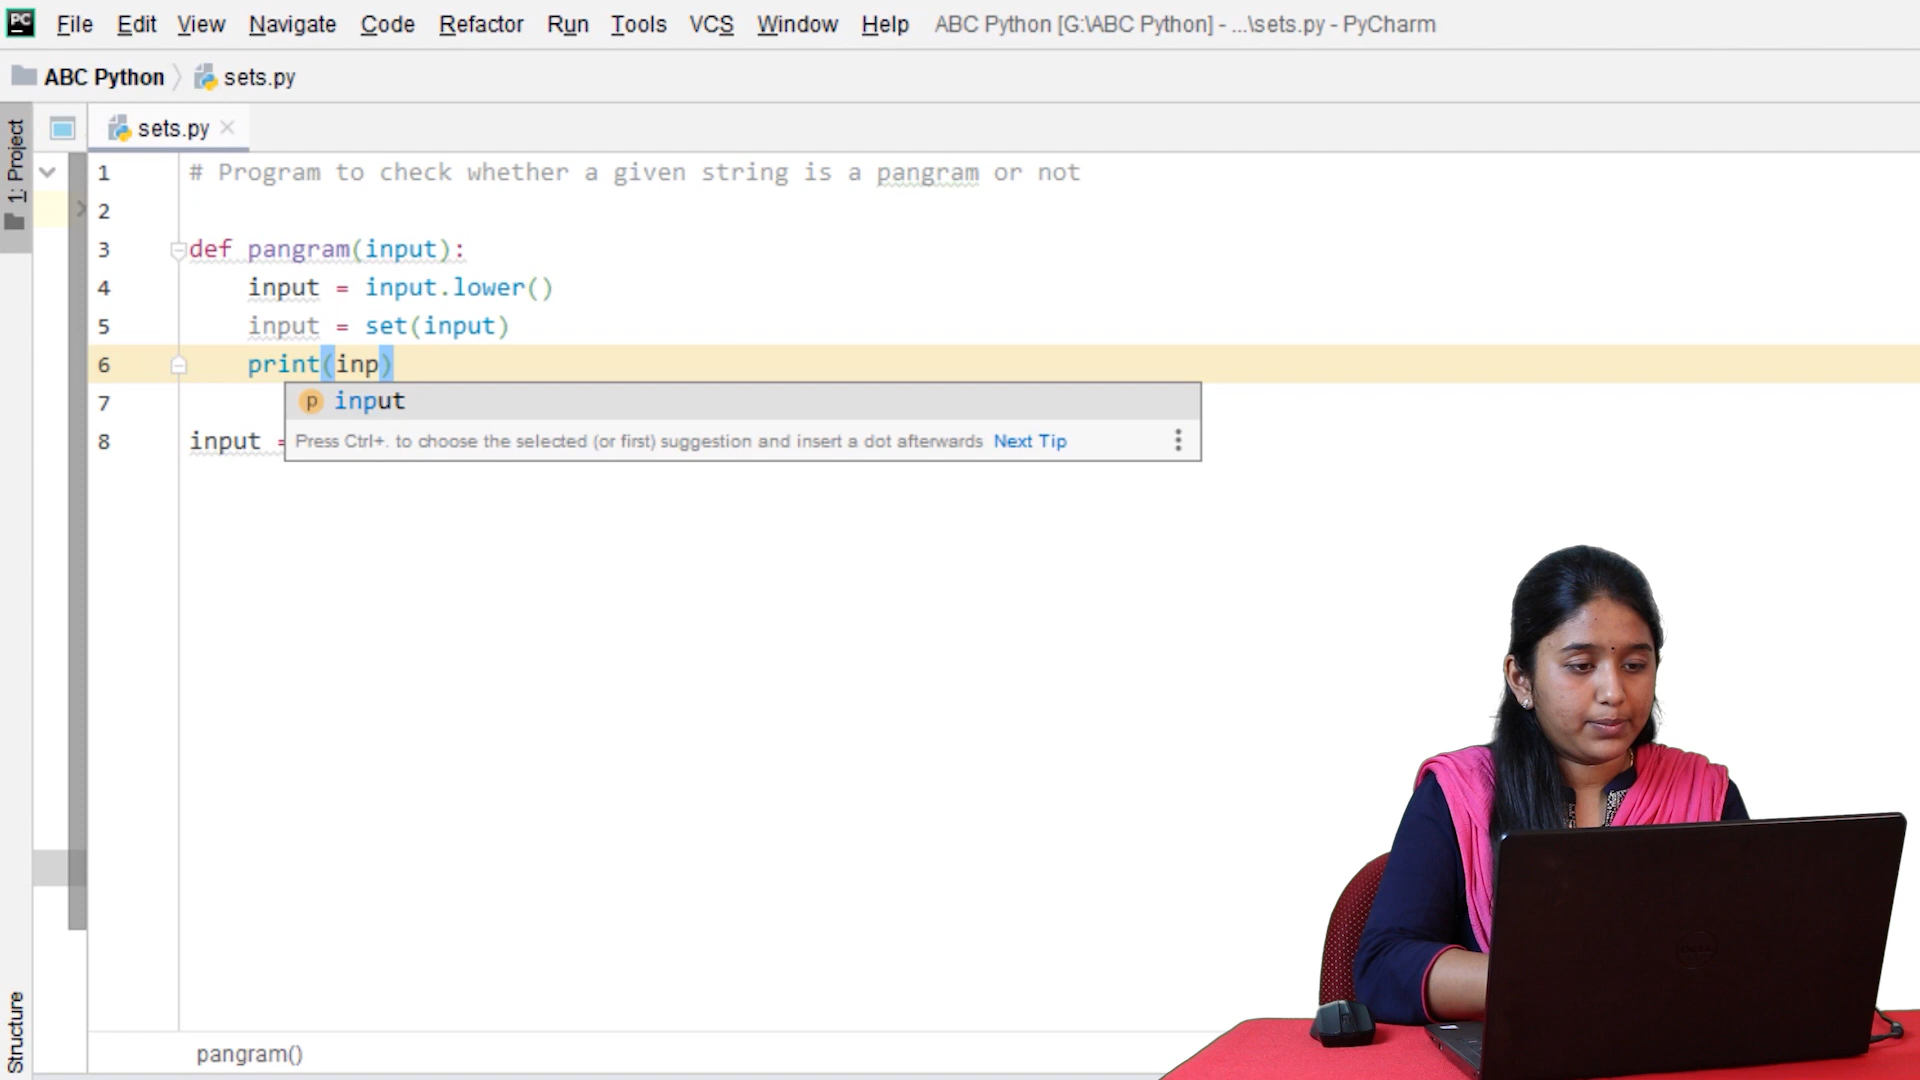 PC File Edit View Navigate Code Refactor Run Tools VCS Window Help ABC Python [G:\ABC Python] - ...\sets.py - PyCharm
ABC Python sets.py
1: Project
sets.py
1 # Program to check whether a given string is a pangram or not
2
3 def pangram(input):
4 input = input.lower()
5 input = set(input)
6 print(inp)
7 p input
8 input = Press Ctrl+. to choose the selected (or first) suggestion and insert a dot afterwards Next Tip
Structure
pangram()
DELL